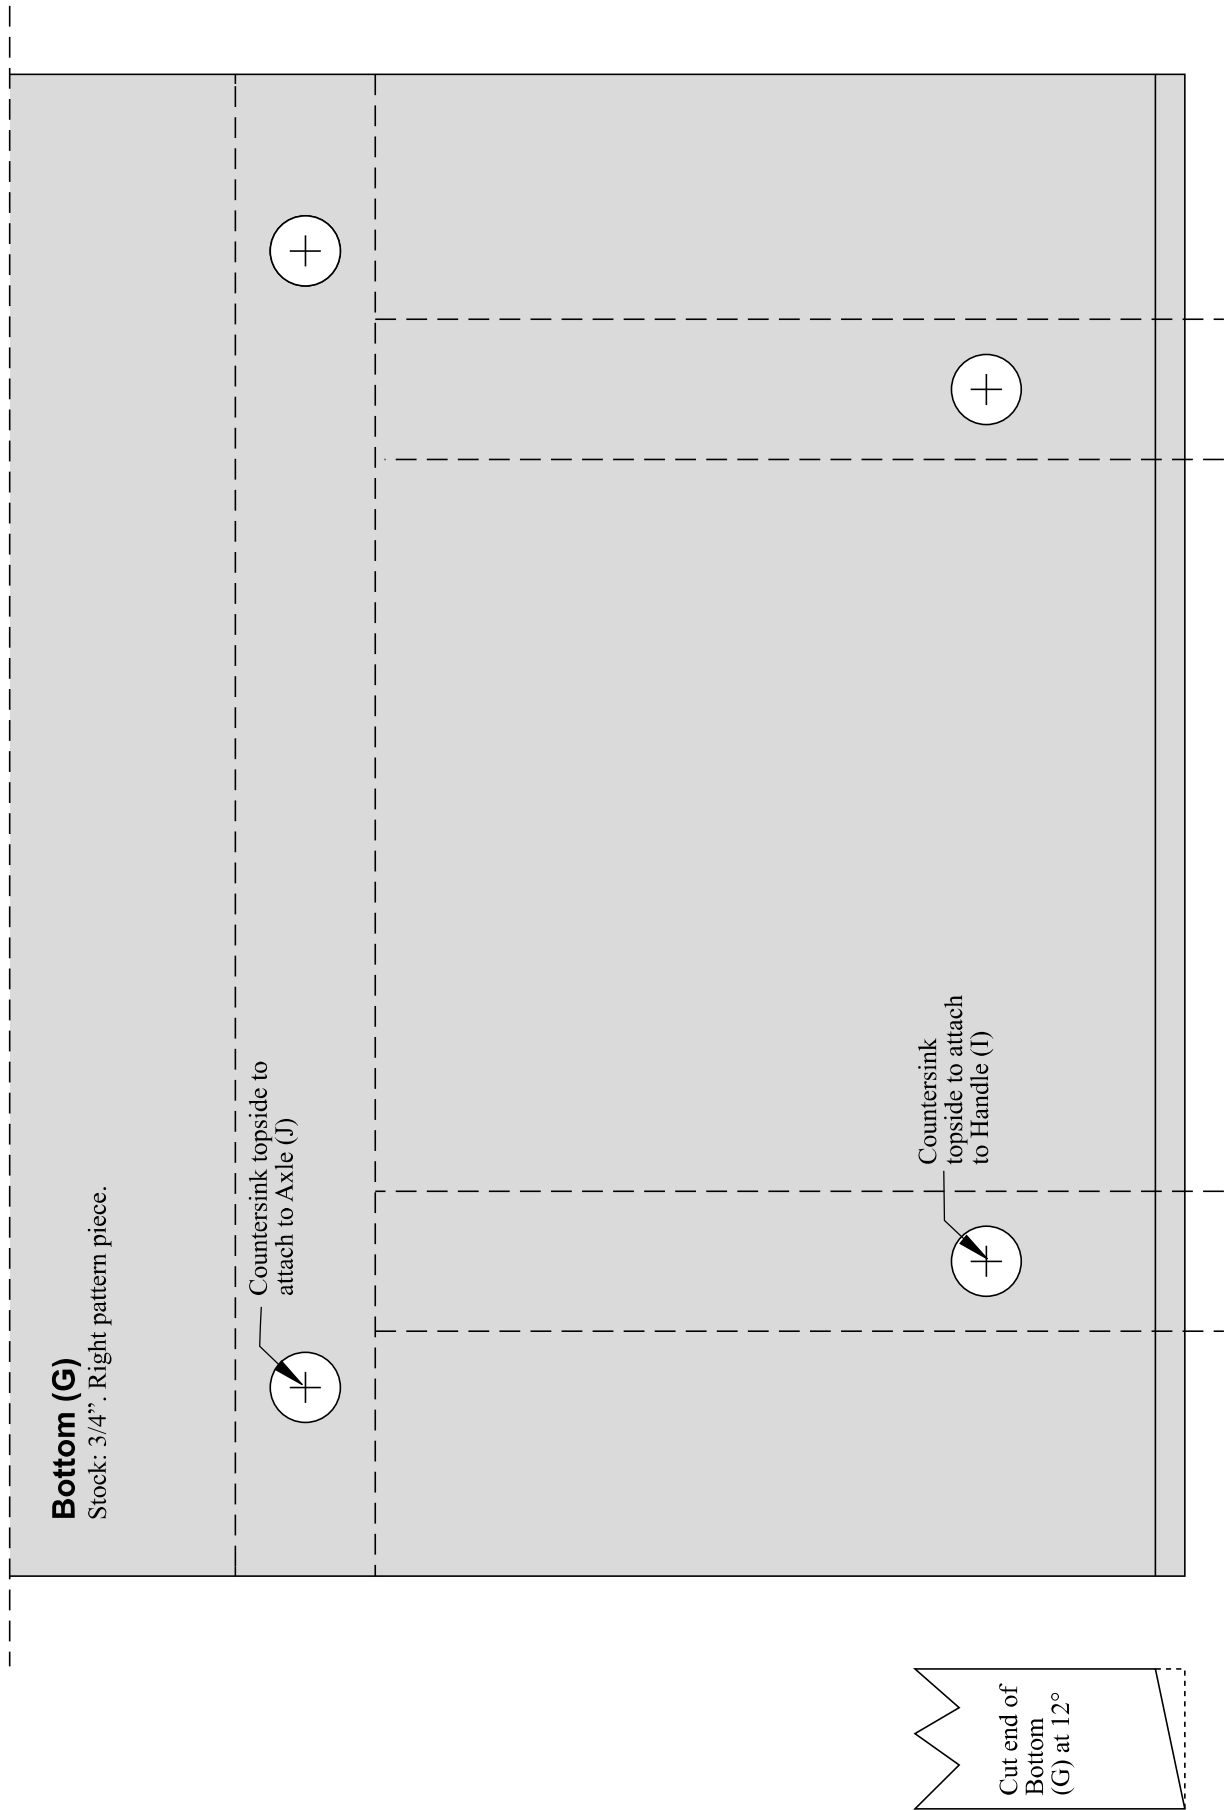 Bottom (G)
Stock: 3/4”. Right pattern piece.
Countersink topside to
attach to Axle (J)
Countersink
topside to attach
to Handle (I)
Cut end of
Bottom
(G) at 12°